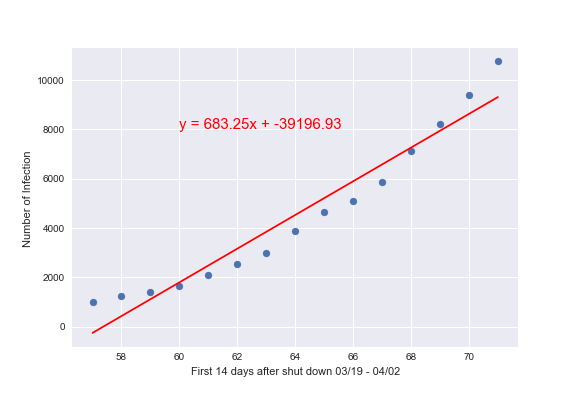 10000
8000
6000
4000
2000
0
Number of Infection
y = 683.25x + -39196.93
58 60 62 64 66 68 70
First 14 days after shut down 03/19 - 04/02